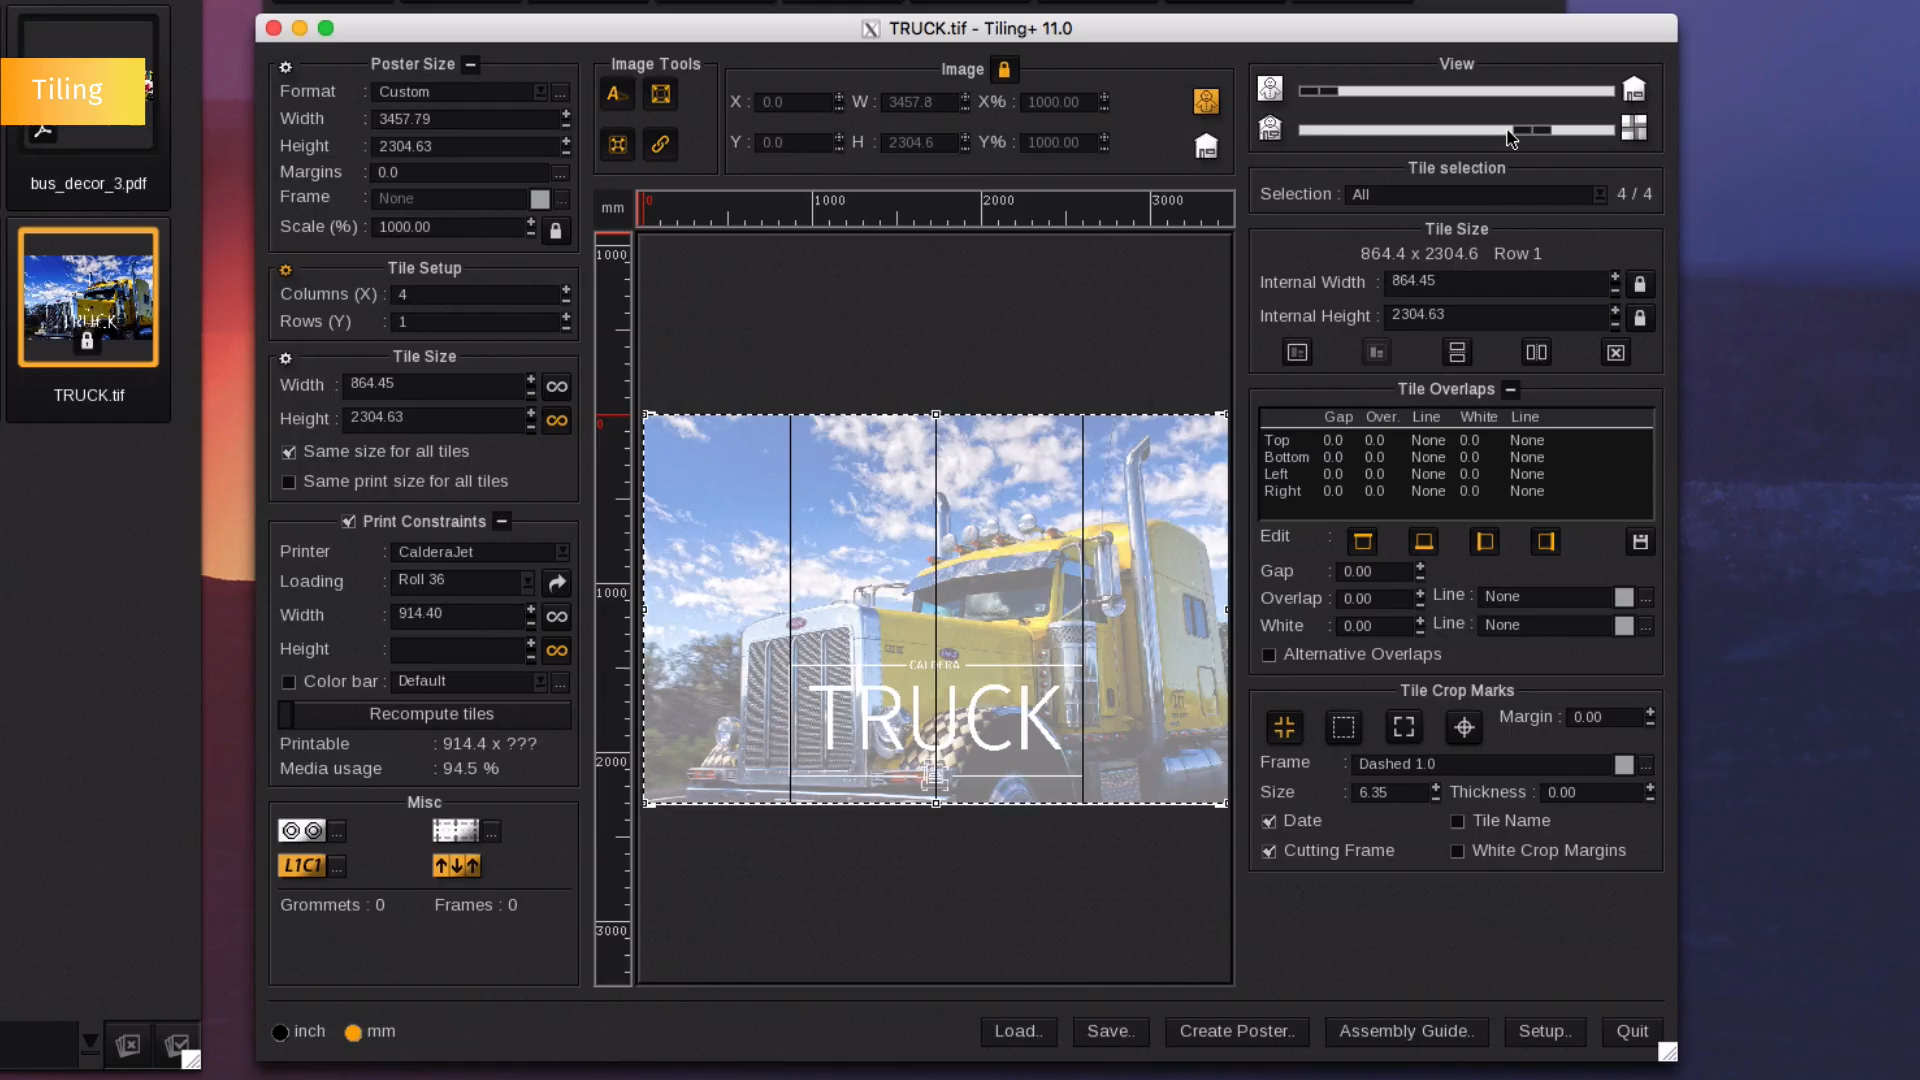 TRUCK.tif - Tiling+ 11.0
Tiling
bus_decor_3.pdf
TRUCK
TRUCK.tif
Poster Size
Format : Custom ...
Width : 3457.79
Height : 2304.63
Margins : 0.0 ...
Frame : None ...
Scale (%) : 1000.00
Tile Setup
Columns (X) : 4
Rows (Y) : 1
Tile Size
Width : 864.45
Height : 2304.63
Same size for all tiles
Same print size for all tiles
Print Constraints
Printer : CalderaJet
Loading : Roll 36
Width : 914.40
Height :
Color bar : Default ...
Recompute tiles
Printable : 914.4 x ???
Media usage : 94.5 %
Misc
L1C1 ...
Grommets : 0 Frames : 0
Image Tools
A
Image
X : 0.0 W : 3457.8 X% : 1000.00
Y : 0.0 H : 2304.6 Y% : 1000.00
mm 0 1000 2000 3000
1000
0
1000
2000
3000
CALDERA
TRUCK
View
Tile selection
Selection : All 4 / 4
Tile Size
864.4 x 2304.6 Row 1
Internal Width : 864.45
Internal Height : 2304.63
Tile Overlaps
Gap Over. Line White Line
Top 0.0 0.0 None 0.0 None
Bottom 0.0 0.0 None 0.0 None
Left 0.0 0.0 None 0.0 None
Right 0.0 0.0 None 0.0 None
Edit :
Gap : 0.00
Overlap : 0.00 Line : None ...
White : 0.00 Line : None ...
Alternative Overlaps
Tile Crop Marks
Margin : 0.00
Frame : Dashed 1.0 ...
Size : 6.35 Thickness : 0.00
Date Tile Name
Cutting Frame White Crop Margins
inch mm
Load.. Save.. Create Poster.. Assembly Guide.. Setup.. Quit